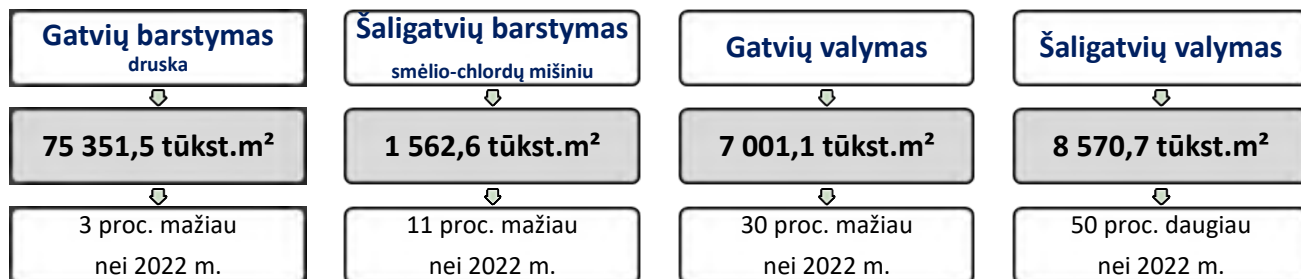 Gatvių barstymas
druska
75 351,5 tūkst.m²
3 proc. mažiau
nei 2022 m.
Šaligatvių barstymas
smėlio-chlordų mišiniu
1 562,6 tūkst.m²
11 proc. mažiau
nei 2022 m.
Gatvių valymas
7 001,1 tūkst.m²
30 proc. mažiau
nei 2022 m.
Šaligatvių valymas
8 570,7 tūkst.m²
50 proc. daugiau
nei 2022 m.